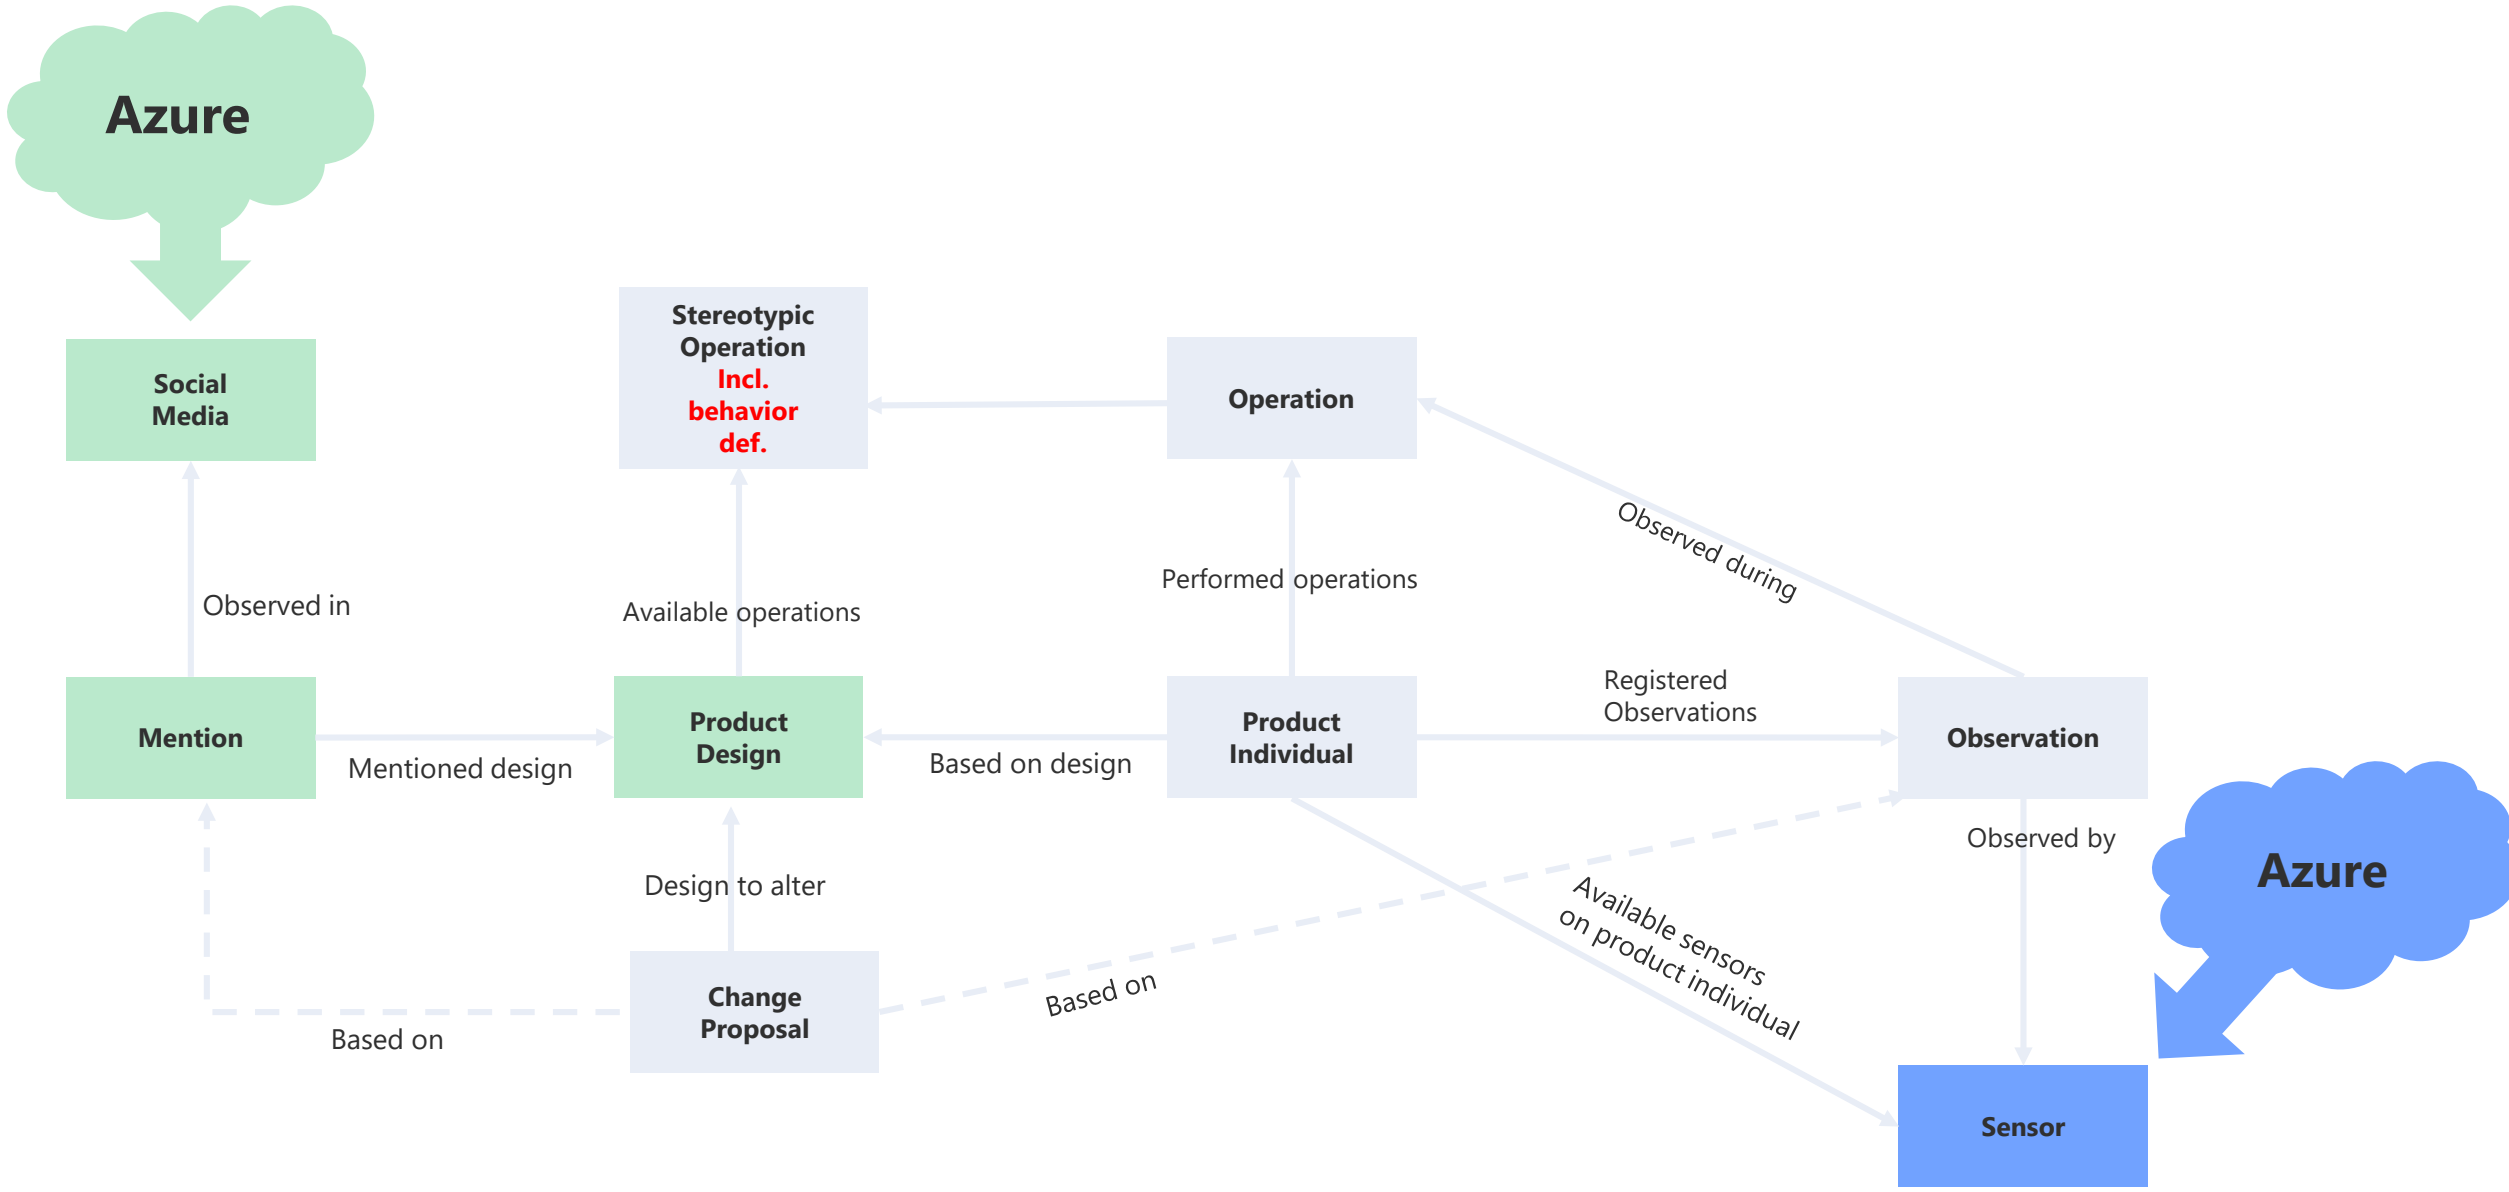 Azure
Stereotypic
Operation
Incl.
behavior
def.
Social
Media
Operation
Observed during
Performed operations
Observed in
Available operations
Registered
Observations
Mention
Product
Design
Product
Individual
Observation
Mentioned design
Based on design
Observed by
Azure
Design to alter
Available sensors
on product individual
Based on
Change
Proposal
Based on
Sensor